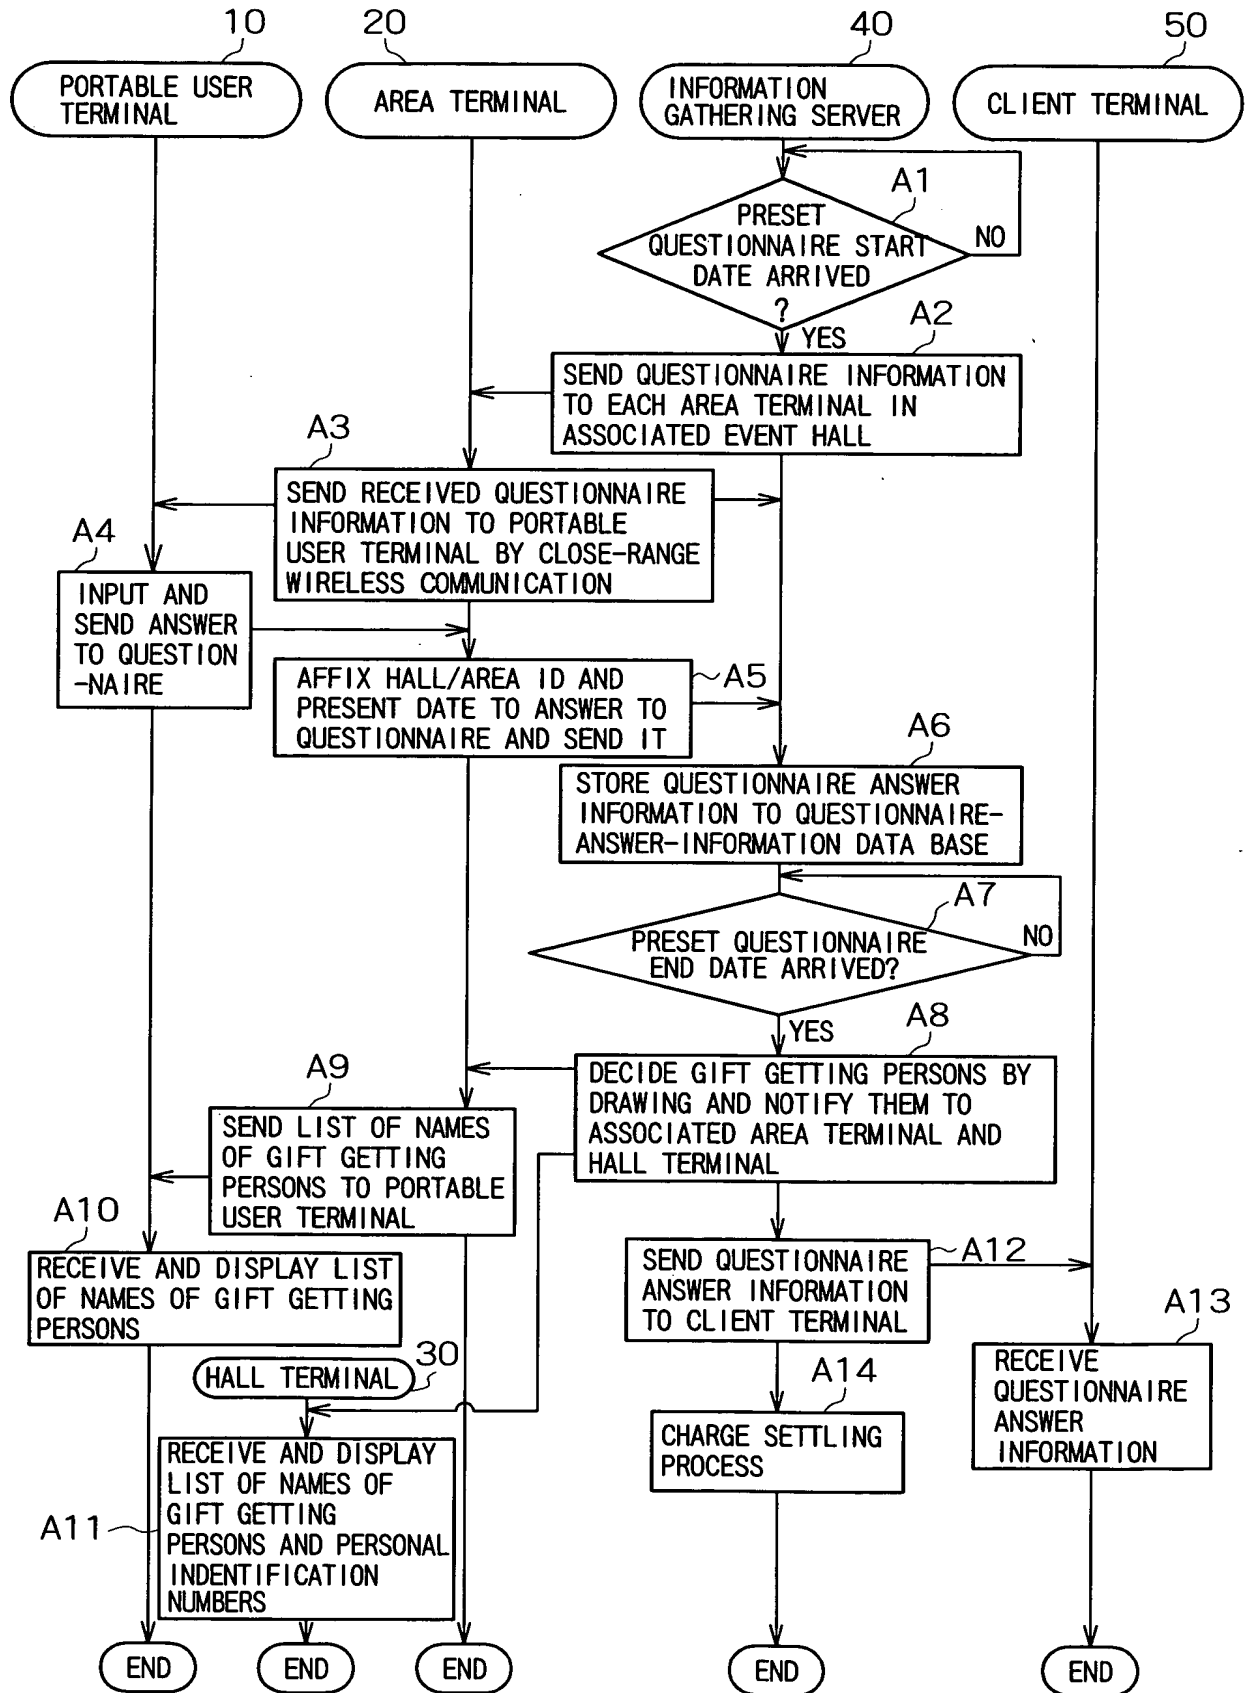 10
20
40
50
PORTABLE USER
TERMINAL
AREA TERMINAL
INFORMATION
GATHERING SERVER
CLIENT TERMINAL
A1
PRESET
QUESTIONNAIRE START
DATE ARRIVED
?
NO
YES
A2
SEND QUESTIONNAIRE INFORMATION
TO EACH AREA TERMINAL IN
ASSOCIATED EVENT HALL
A3
SEND RECEIVED QUESTIONNAIRE
INFORMATION TO PORTABLE
USER TERMINAL BY CLOSE-RANGE
WIRELESS COMMUNICATION
A4
INPUT AND
SEND ANSWER
TO QUESTION
-NAIRE
AFFIX HALL/AREA ID AND
PRESENT DATE TO ANSWER TO
QUESTIONNAIRE AND SEND IT
A5
A6
STORE QUESTIONNAIRE ANSWER
INFORMATION TO QUESTIONNAIRE-
ANSWER-INFORMATION DATA BASE
A7
PRESET QUESTIONNAIRE
END DATE ARRIVED?
NO
YES
A8
DECIDE GIFT GETTING PERSONS BY
DRAWING AND NOTIFY THEM TO
ASSOCIATED AREA TERMINAL AND
HALL TERMINAL
A9
SEND LIST OF NAMES
OF GIFT GETTING
PERSONS TO PORTABLE
USER TERMINAL
A10
RECEIVE AND DISPLAY LIST
OF NAMES OF GIFT GETTING
PERSONS
SEND QUESTIONNAIRE
ANSWER INFORMATION
TO CLIENT TERMINAL
A12
A13
RECEIVE
QUESTIONNAIRE
ANSWER
INFORMATION
HALL TERMINAL
30
A14
CHARGE SETTLING
PROCESS
A11
RECEIVE AND DISPLAY
LIST OF NAMES OF
GIFT GETTING
PERSONS AND PERSONAL
INDENTIFICATION
NUMBERS
END
END
END
END
END